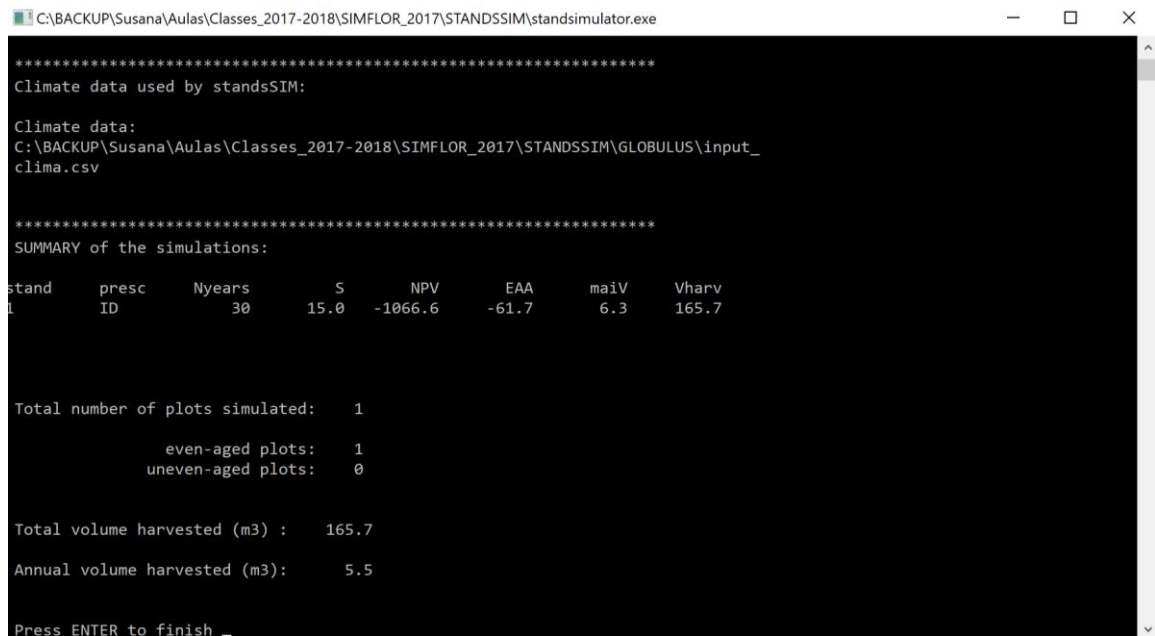 C:\BACKUP\Susana\Aulas\Classes_2017-2018\SIMFLOR_2017\STANDSSIM\standsimulator.exe
********************************************************************
Climate data used by standsSIM:
Climate data:
C:\BACKUP\Susana\Aulas\Classes_2017-2018\SIMFLOR_2017\STANDSSIM\GLOBULUS\input_
clima.csv
********************************************************************
SUMMARY of the simulations:
stand presc Nyears S NPV EAA maiV Vharv
1 ID 30 15.0 -1066.6 -61.7 6.3 165.7
Total number of plots simulated: 1
even-aged plots: 1
uneven-aged plots: 0
Total volume harvested (m3) : 165.7
Annual volume harvested (m3): 5.5
Press ENTER to finish _